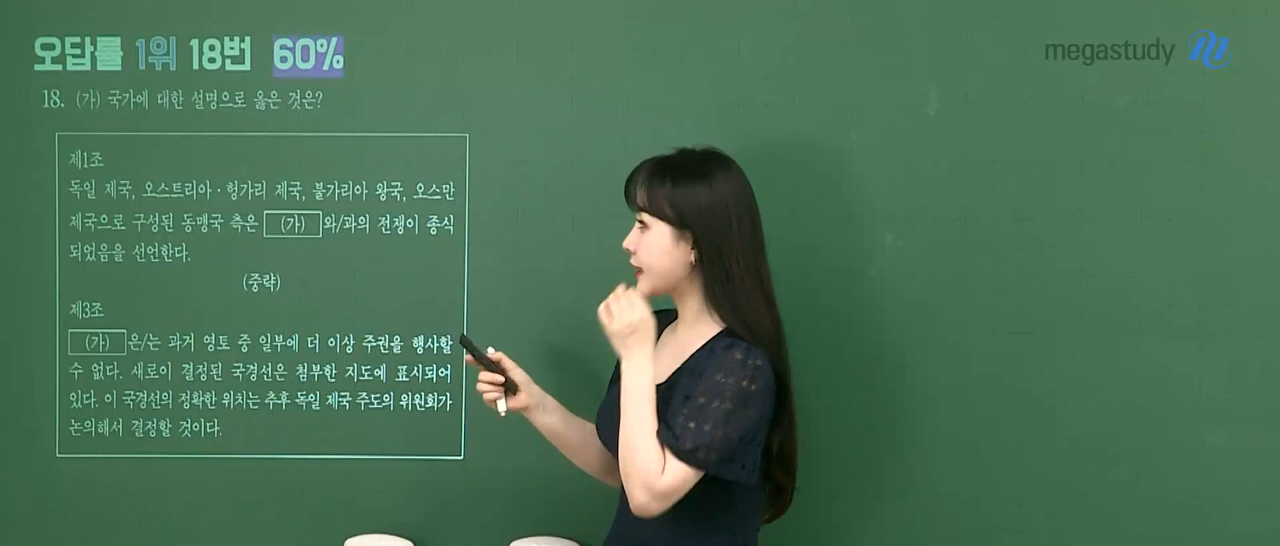 오답률 1위 18번 60%
megastudy
18. (가) 국가에 대한 설명으로 옳은 것은?
제1조
독일 제국, 오스트리아·헝가리 제국, 불가리아 왕국, 오스만
제국으로 구성된 동맹국 측은 (가) 와/과의 전쟁이 종식
되었음을 선언한다.
(중략)
제3조
(가) 은/는 과거 영토 중 일부에 더 이상 주권을 행사할
수 없다. 새로이 결정된 국경선은 첨부한 지도에 표시되어
있다. 이 국경선의 정확한 위치는 추후 독일 제국 주도의 위원회가
논의해서 결정할 것이다.